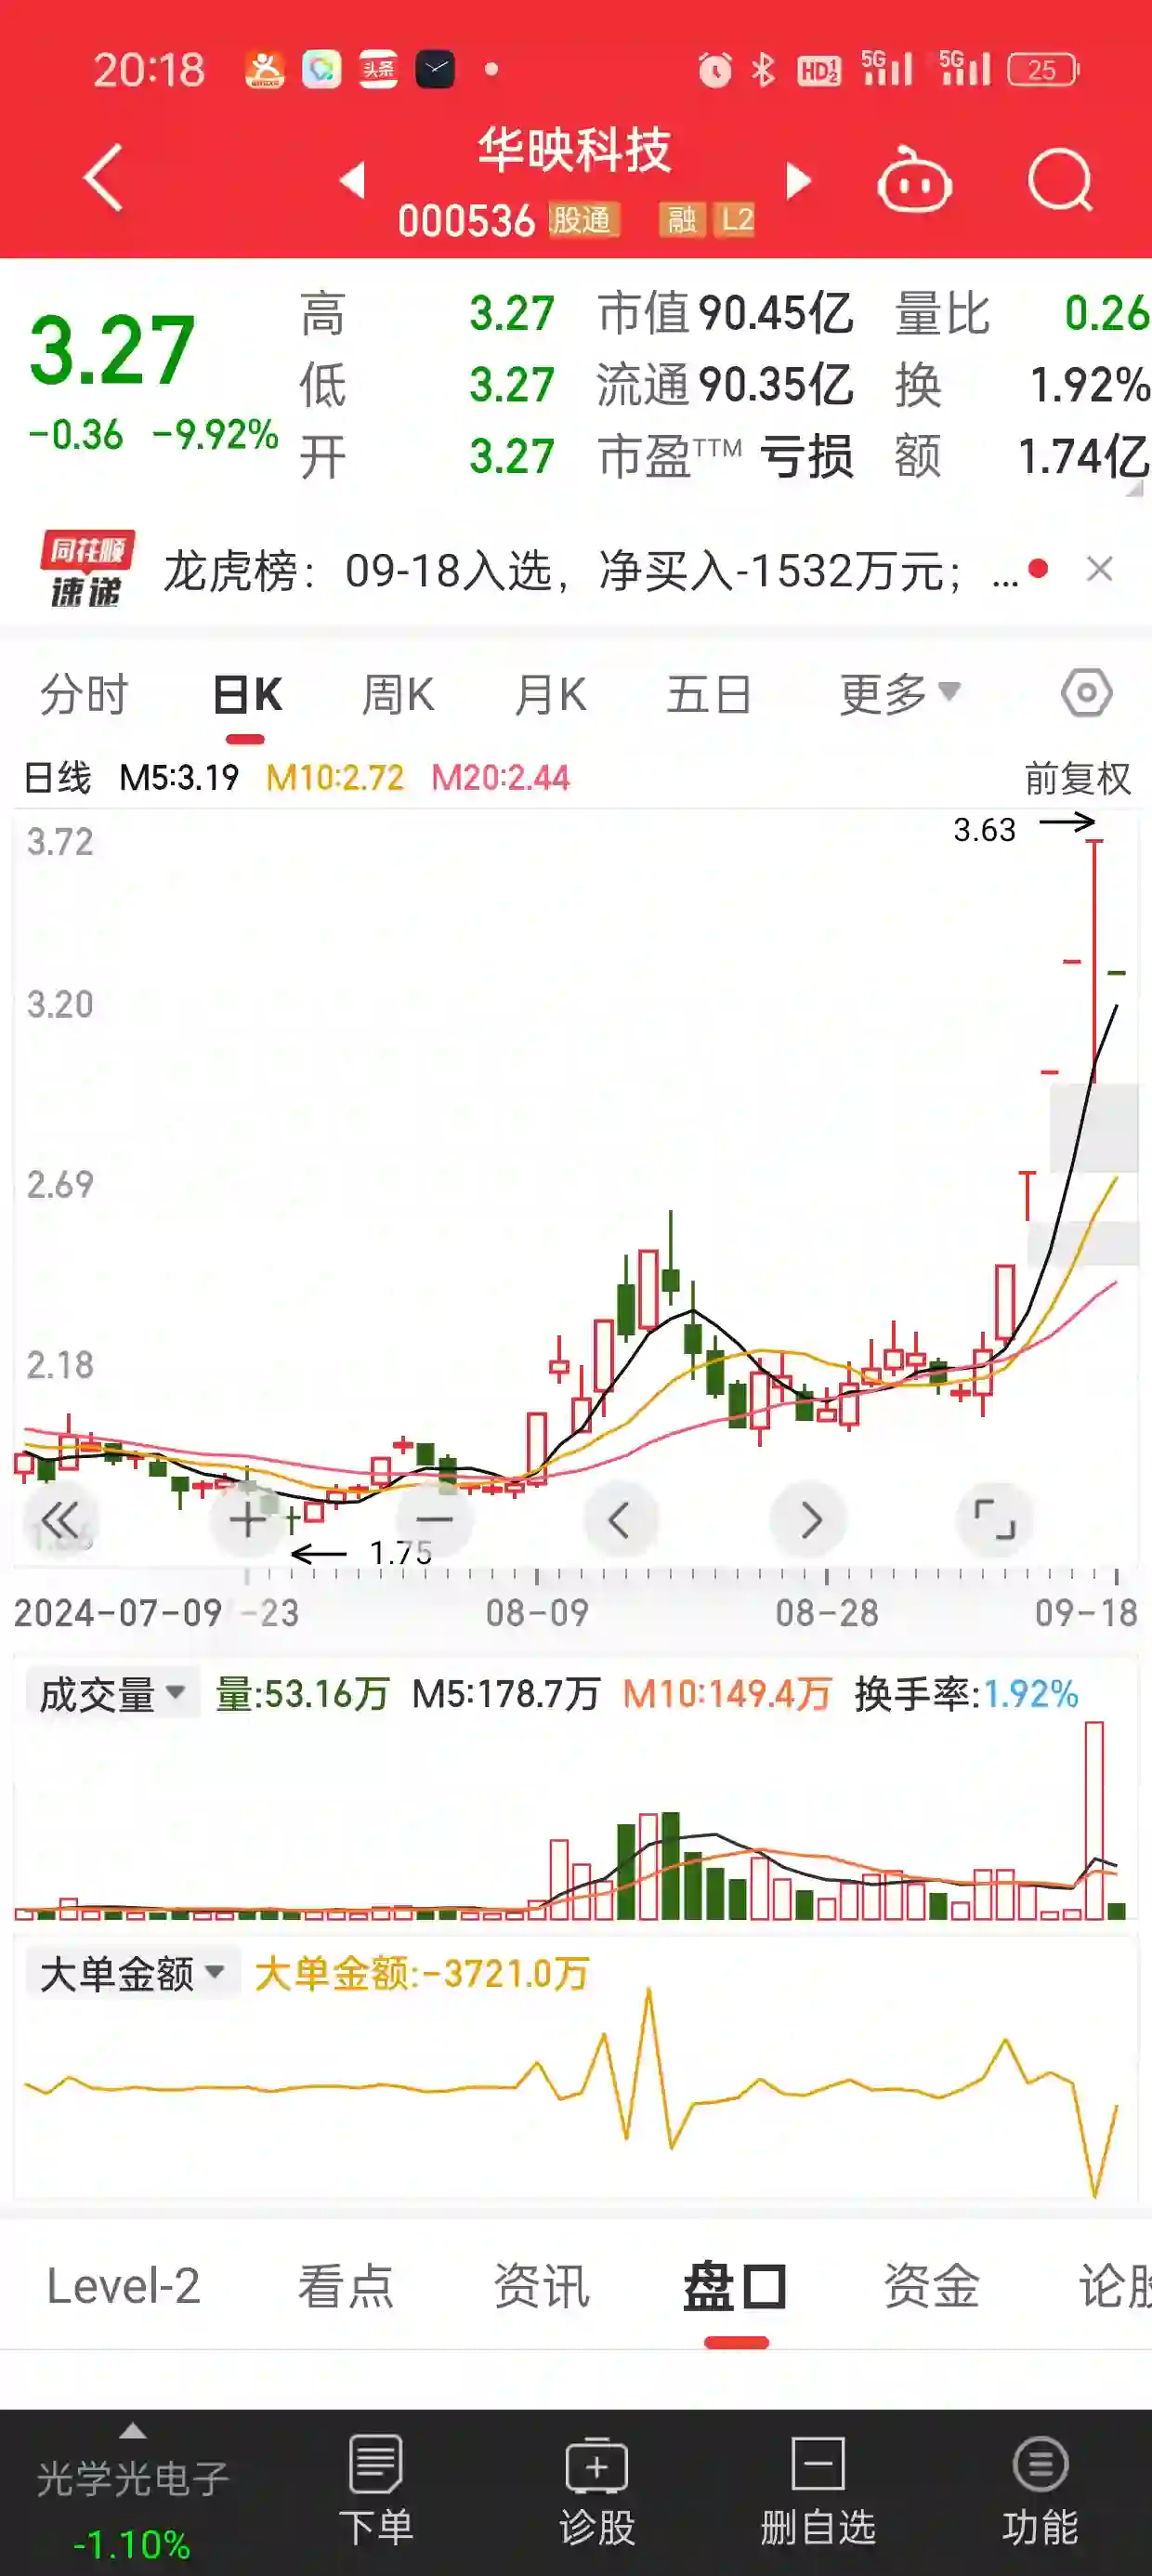 20:18 头条 HD 1 2 5G 5G 25
华映科技
000536 股通 融 L2
3.27
-0.36 -9.92%
高 3.27 市值 90.45亿 量比 0.26
低 3.27 流通 90.35亿 换 1.92%
开 3.27 市盈TTM 亏损 额 1.74亿
同花顺
速递
龙虎榜：09-18入选，净买入-1532万元；...
分时 日K 周K 月K 五日 更多
日线 M5:3.19 M10:2.72 M20:2.44 前复权
3.63
3.72
3.20
2.69
2.18
1.75
2024-07-09 -23 08-09 08-28 09-18
成交量 量:53.16万 M5:178.7万 M10:149.4万 换手率:1.92%
大单金额 大单金额:-3721.0万
Level-2 看点 资讯 盘口 资金 论股
光学光电子
-1.10%
下单 诊股 删自选 功能